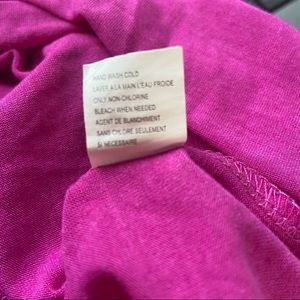 HAND WASH COLD
LAVER A LA MAIN L'EAU FROIDE
ONLY NON-CHLORINE
BLEACH WHEN NEEDED
AGENT DE BLANCHIMENT
SANS CHLORE SEULEMENT
SI NECESSAIRE